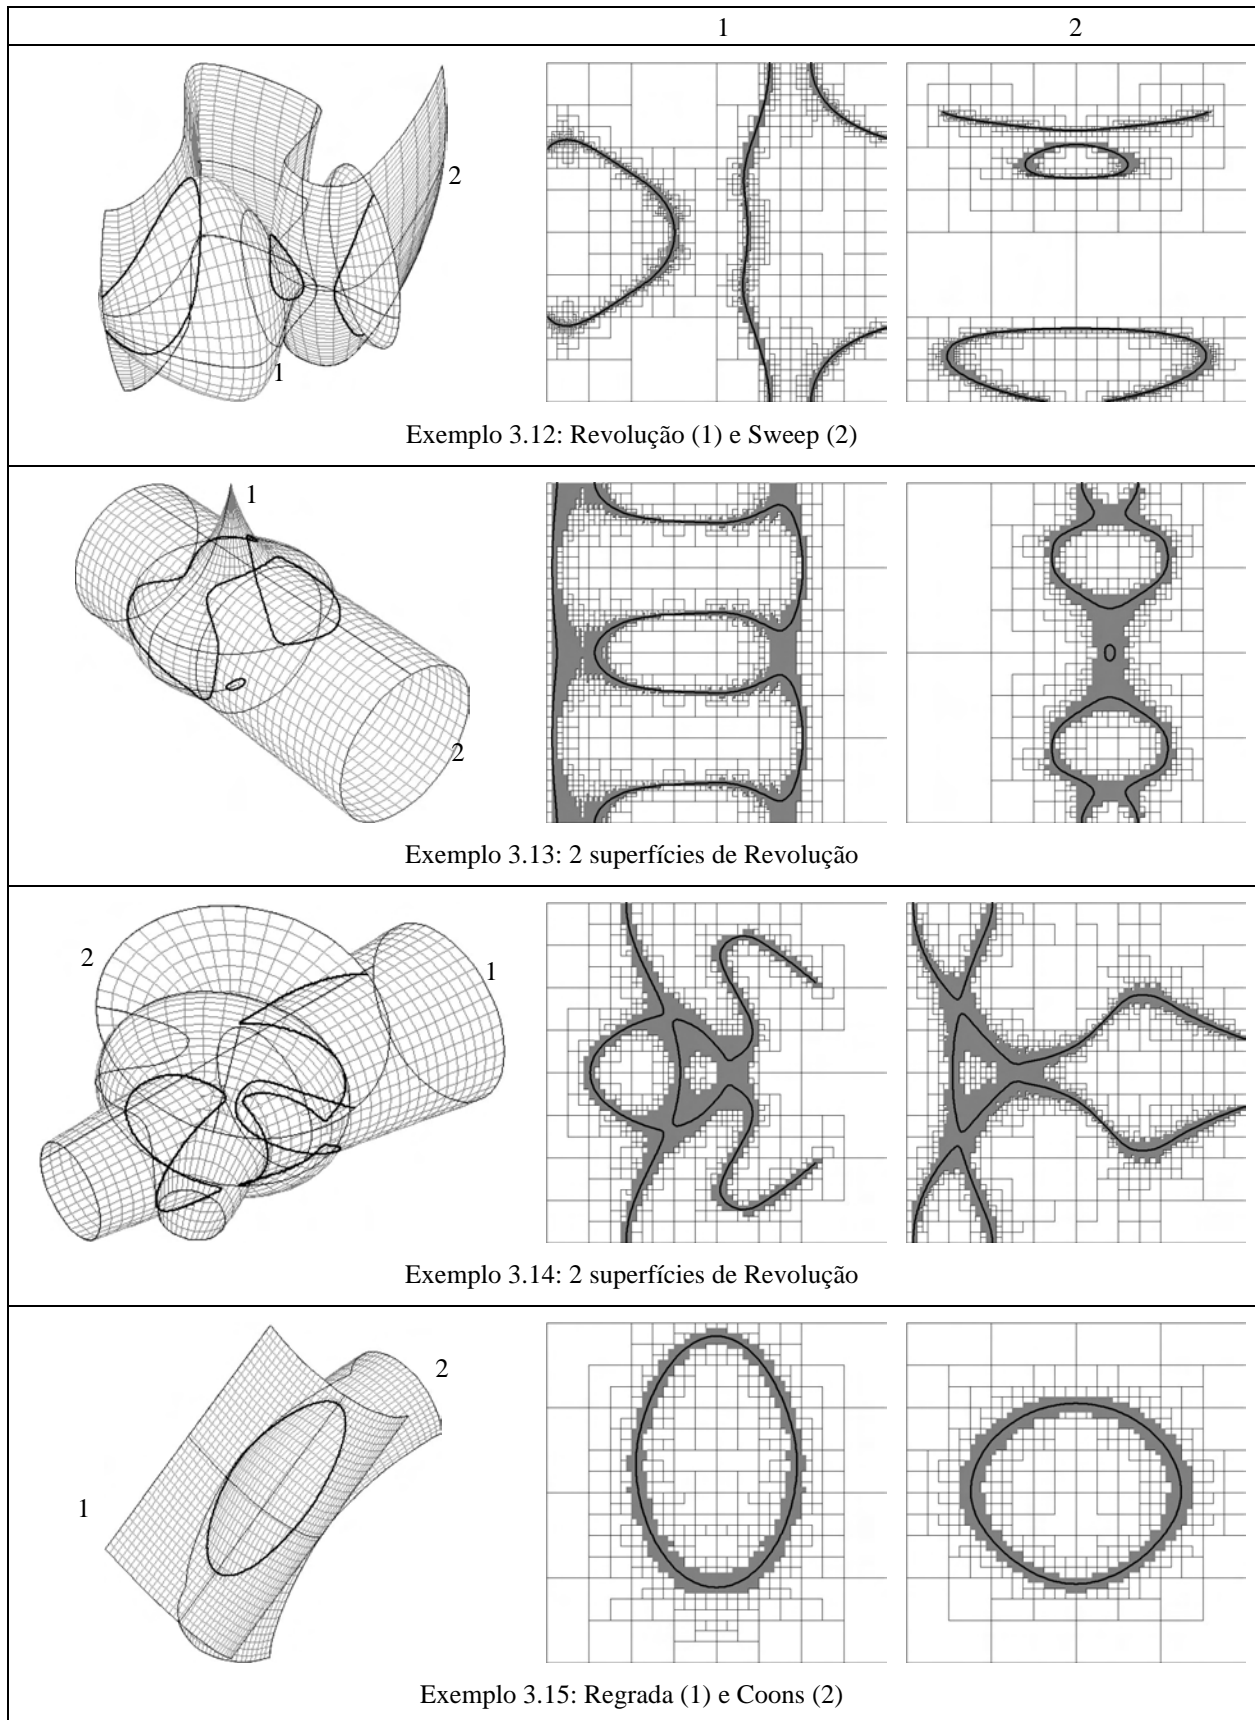 1 2
2
1
Exemplo 3.12: Revolução (1) e Sweep (2)
1
2
Exemplo 3.13: 2 superfícies de Revolução
2
1
Exemplo 3.14: 2 superfícies de Revolução
2
1
Exemplo 3.15: Regrada (1) e Coons (2)